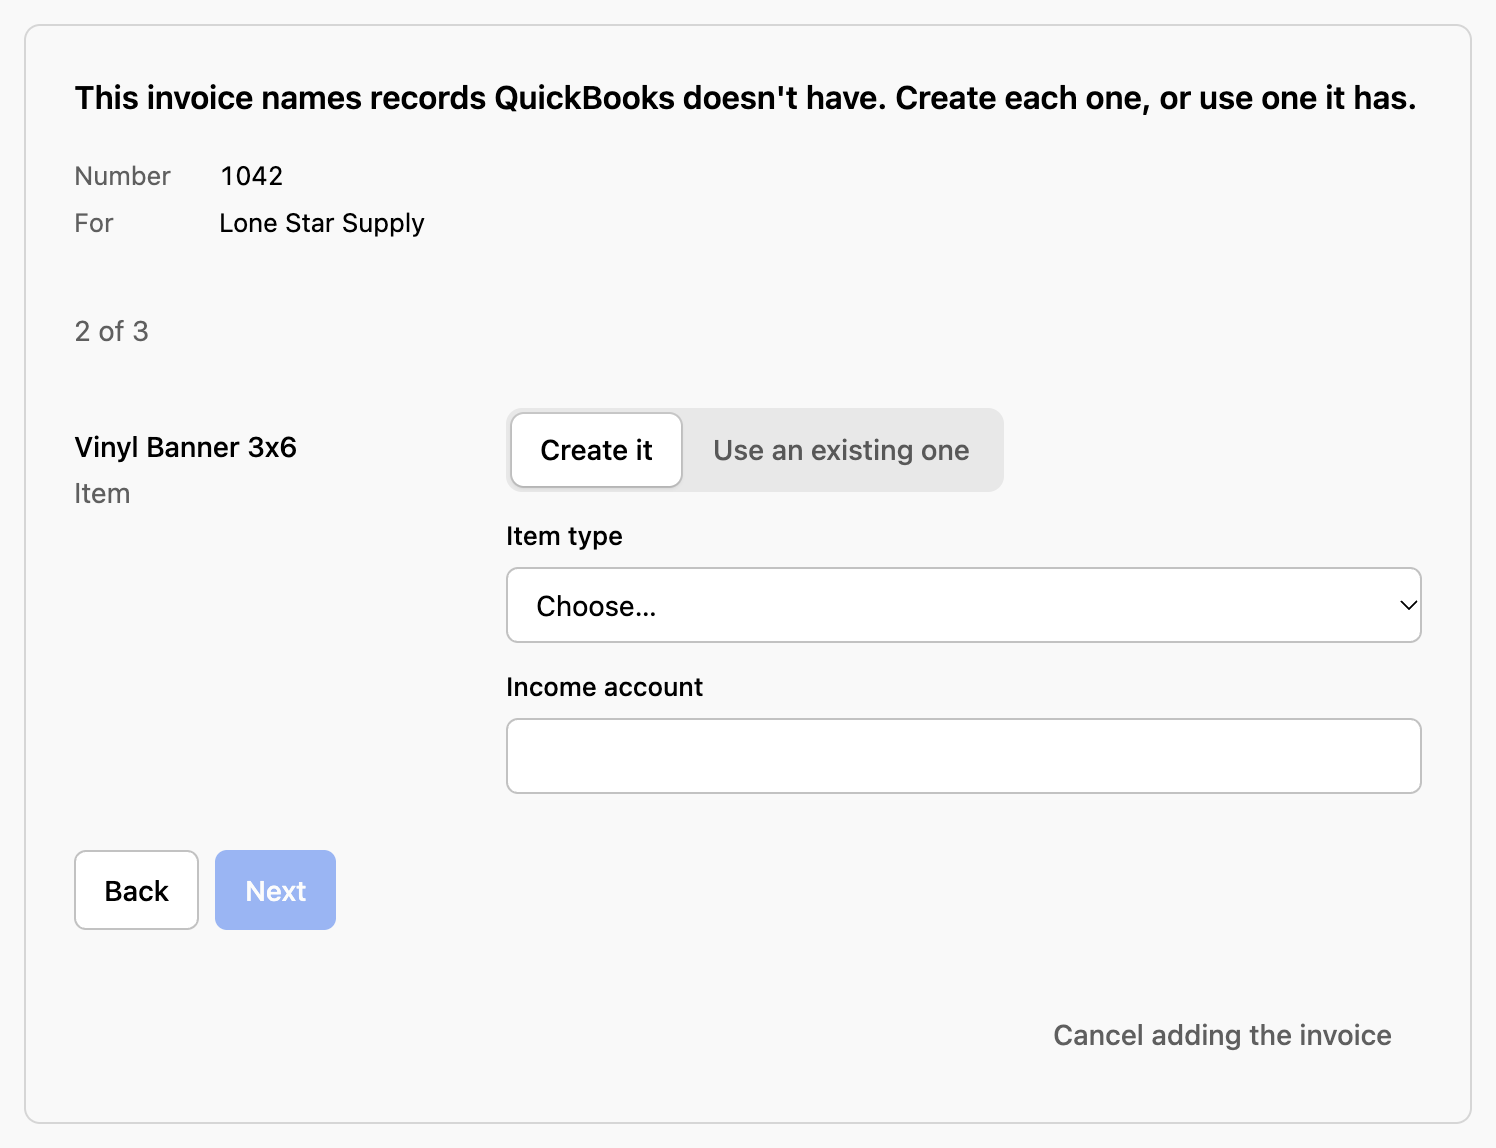 This invoice names records QuickBooks doesn't have. Create each one, or use one it has.
Number 1042
For Lone Star Supply
2 of 3
Vinyl Banner 3x6
Item
Create it Use an existing one
Item type
Choose...
Income account
Back Next
Cancel adding the invoice